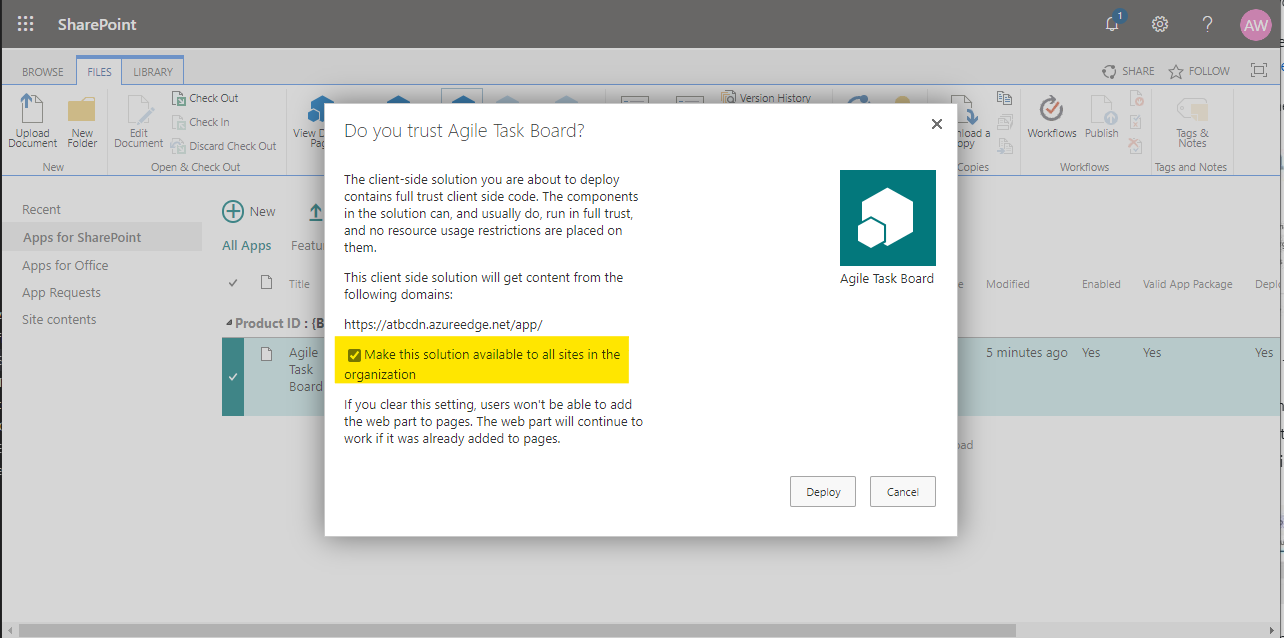 SharePoint
1
AW
BROWSE
FILES
LIBRARY
SHARE
FOLLOW
Upload
Document
New
Folder
New
Edit
Document
Check Out
Check In
Discard Check Out
Open & Check Out
View
Version History
Copies
Workflows
Publish
Workflows
Tags &
Notes
Tags and Notes
Recent
Apps for SharePoint
Apps for Office
App Requests
Site contents
New
All Apps
Title
Modified
Enabled
Valid App Package
Product ID :
Agile
Task
Board
5 minutes ago
Yes
Yes
Yes
Do you trust Agile Task Board?
The client-side solution you are about to deploy
contains full trust client side code. The components
in the solution can, and usually do, run in full trust,
and no resource usage restrictions are placed on
them.
This client side solution will get content from the
following domains:
https://atbcdn.azureedge.net/app/
Make this solution available to all sites in the
organization
If you clear this setting, users won't be able to add
the web part to pages. The web part will continue to
work if it was already added to pages.
Agile Task Board
Deploy
Cancel